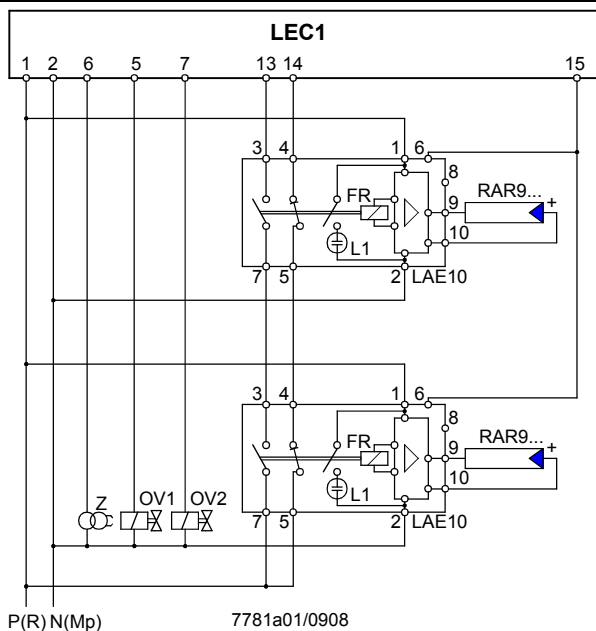 LEC1
1 2 6 5 7 13 14 15
3 4 1 6
8
FR RAR9... +
9
10
L1
7 5 2 LAE10
3 4 1 6
8
FR RAR9... +
9
10
L1
Z OV1 OV2
7 5 2 LAE10
P(R) N(Mp) 7781a01/0908